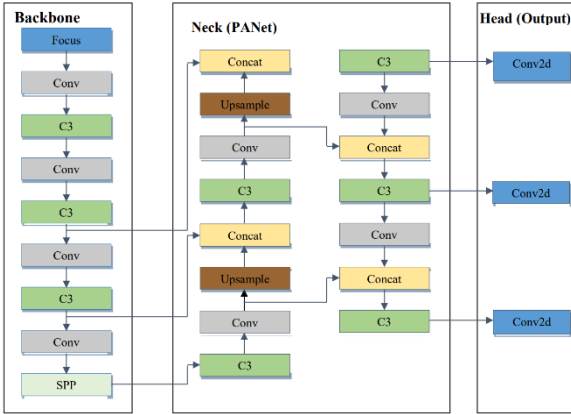 Backbone
Focus
Conv
C3
Conv
C3
Conv
C3
Conv
SPP
Neck (PANet)
Concat
Upsample
Conv
C3
Concat
Upsample
Conv
C3
C3
Conv
Concat
C3
Conv
Concat
C3
Head (Output)
Conv2d
Conv2d
Conv2d